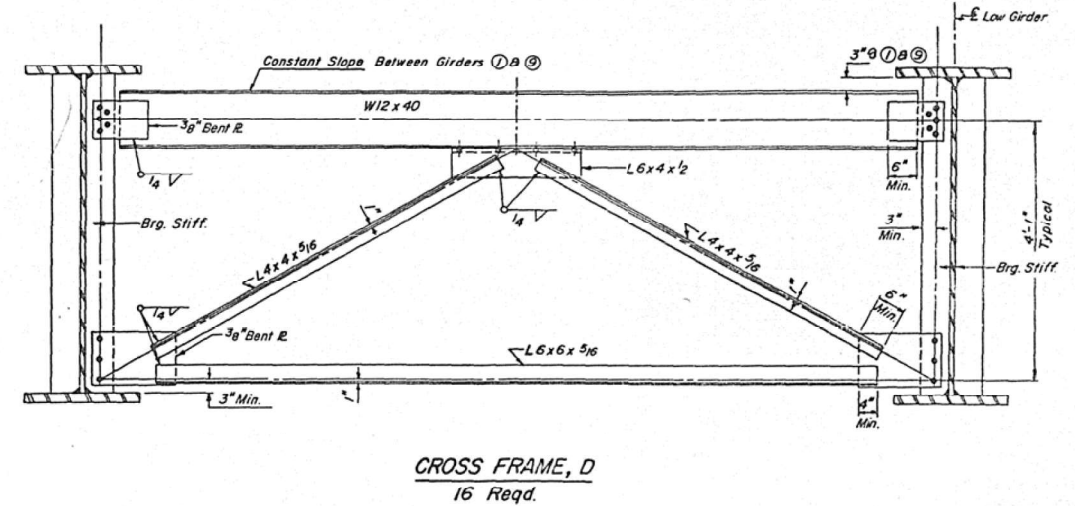 ℄ Low Girder
Constant Slope Between Girders ① & ⑨
3" @ ① & ⑨
W12 x 40
3/8" Bent ℞
L6 x 4 x 1/2
6"
Min.
1/4
1"
1/4
3"
Min.
4'-1"
Typical
Brg. Stiff.
L4 x 4 x 5/16
L4 x 4 x 5/16
Brg. Stiff.
1"
6"
Min.
1/4
3/8" Bent ℞
L6 x 6 x 5/16
3" Min.
1"
4"
Min.
CROSS FRAME, D
16 Reqd.